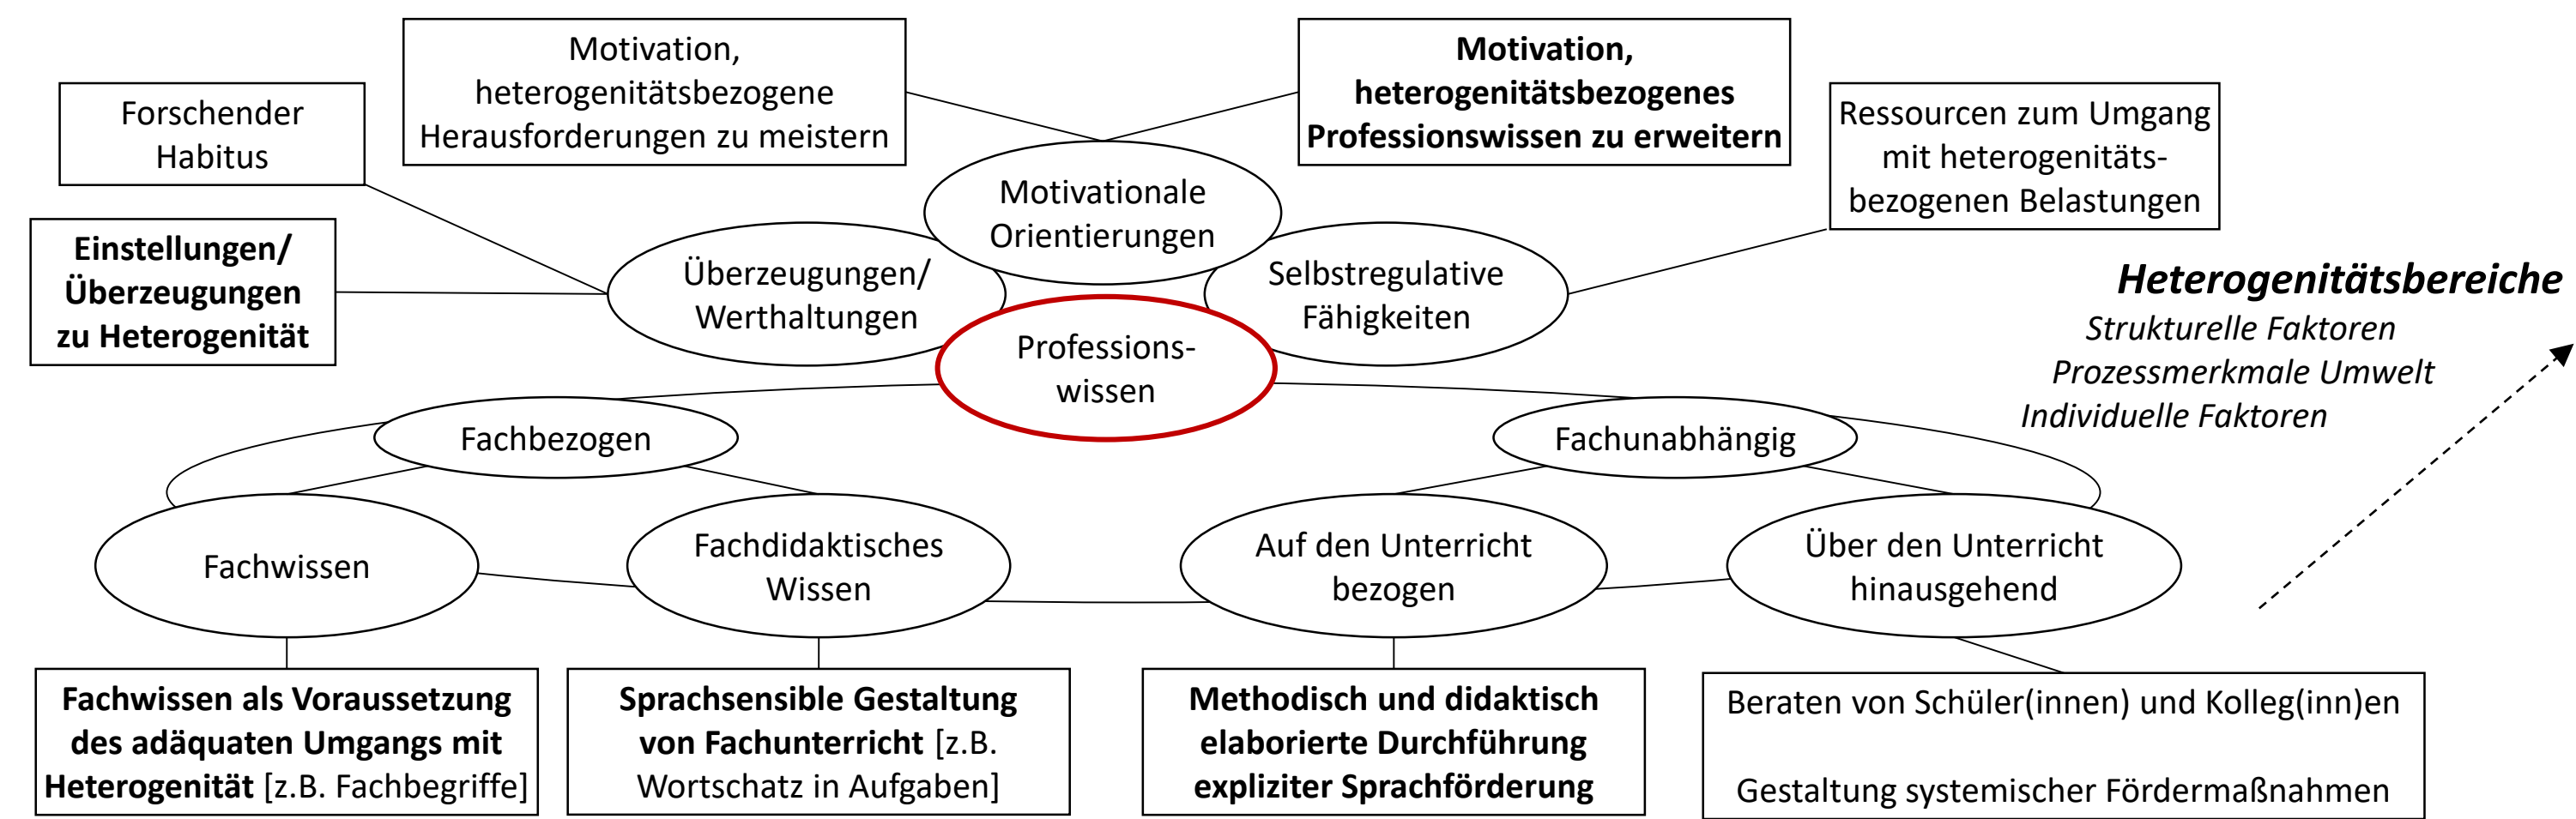 Motivation,
heterogenitätsbezogene
Herausforderungen zu meistern
Motivation,
heterogenitätsbezogenes
Professionswissen zu erweitern
Forschender
Habitus
Ressourcen zum Umgang
mit heterogenitäts-
bezogenen Belastungen
Motivationale
Orientierungen
Einstellungen/
Überzeugungen
zu Heterogenität
Überzeugungen/
Werthaltungen
Selbstregulative
Fähigkeiten
Heterogenitätsbereiche
Strukturelle Faktoren
Prozessmerkmale Umwelt
Individuelle Faktoren
Professions-
wissen
Fachbezogen
Fachunabhängig
Fachwissen
Fachdidaktisches
Wissen
Auf den Unterricht
bezogen
Über den Unterricht
hinausgehend
Fachwissen als Voraussetzung
des adäquaten Umgangs mit
Heterogenität [z.B. Fachbegriffe]
Sprachsensible Gestaltung
von Fachunterricht [z.B.
Wortschatz in Aufgaben]
Methodisch und didaktisch
elaborierte Durchführung
expliziter Sprachförderung
Beraten von Schüler(innen) und Kolleg(inn)en
Gestaltung systemischer Fördermaßnahmen